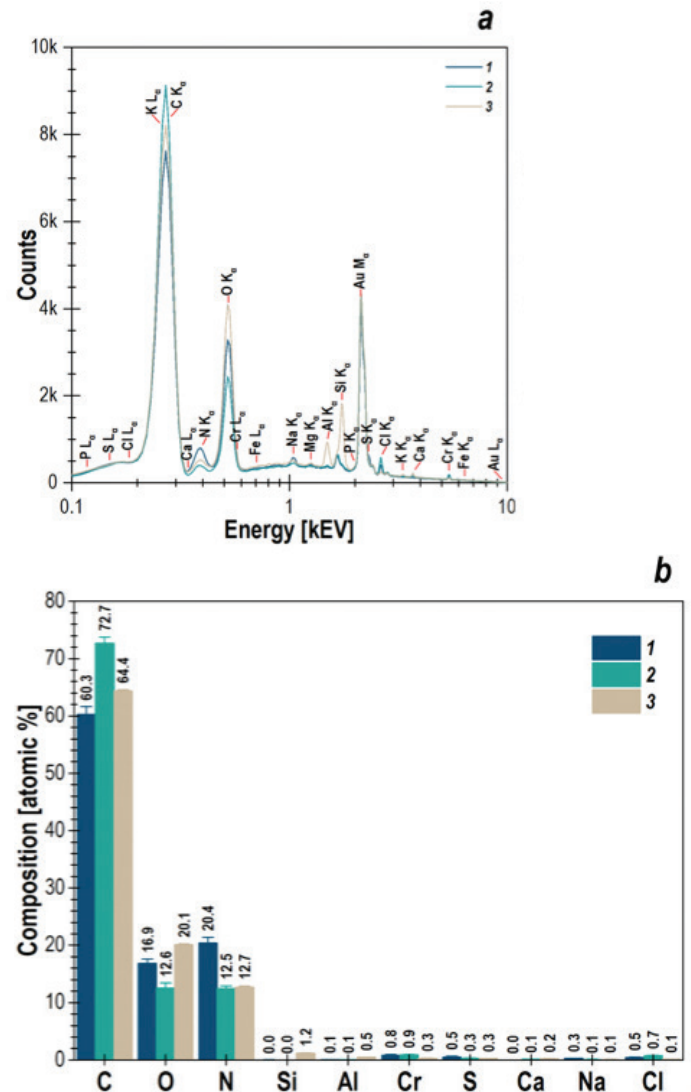 a
10k
8k
6k
4k
2k
0
Counts
K Lα
C Kα
1
2
3
O Kα
Au Mα
P Lα
S Lα
Cl Lα
Ca Lα
N Kα
Cr Lα
Fe Lα
Na Kα
Mg Kα
Al Kα
Si Kα
P Kα
S Kα
Cl Kα
K Kα
Ca Kα
Cr Kα
Fe Kα
Au Lα
0.1
1
10
Energy [kEV]
b
80
70
60
50
40
30
20
10
0
Composition [atomic %]
1
2
3
60.3
72.7
64.4
16.9
12.6
20.1
20.4
12.5
12.7
0.0
0.0
1.2
0.1
0.1
0.5
0.8
0.9
0.3
0.5
0.3
0.3
0.0
0.1
0.2
0.3
0.1
0.1
0.5
0.7
0.1
C O N Si Al Cr S Ca Na Cl